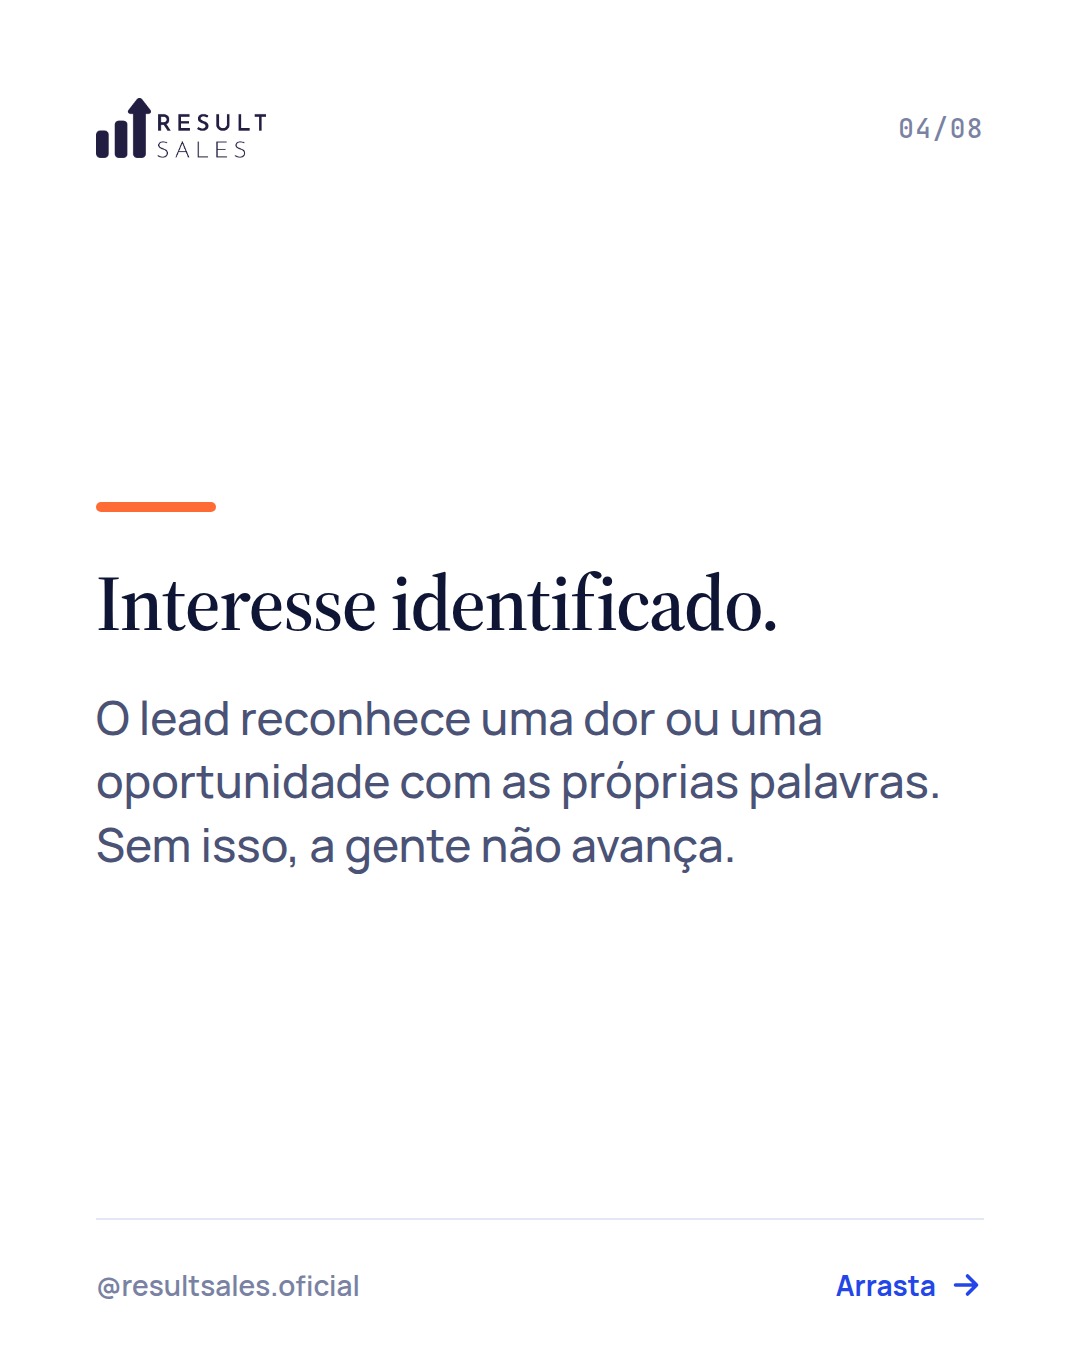 RESULT
SALES
04/08
Interesse identificado.
O lead reconhece uma dor ou uma
oportunidade com as próprias palavras.
Sem isso, a gente não avança.
@resultsales.oficial
Arrasta →